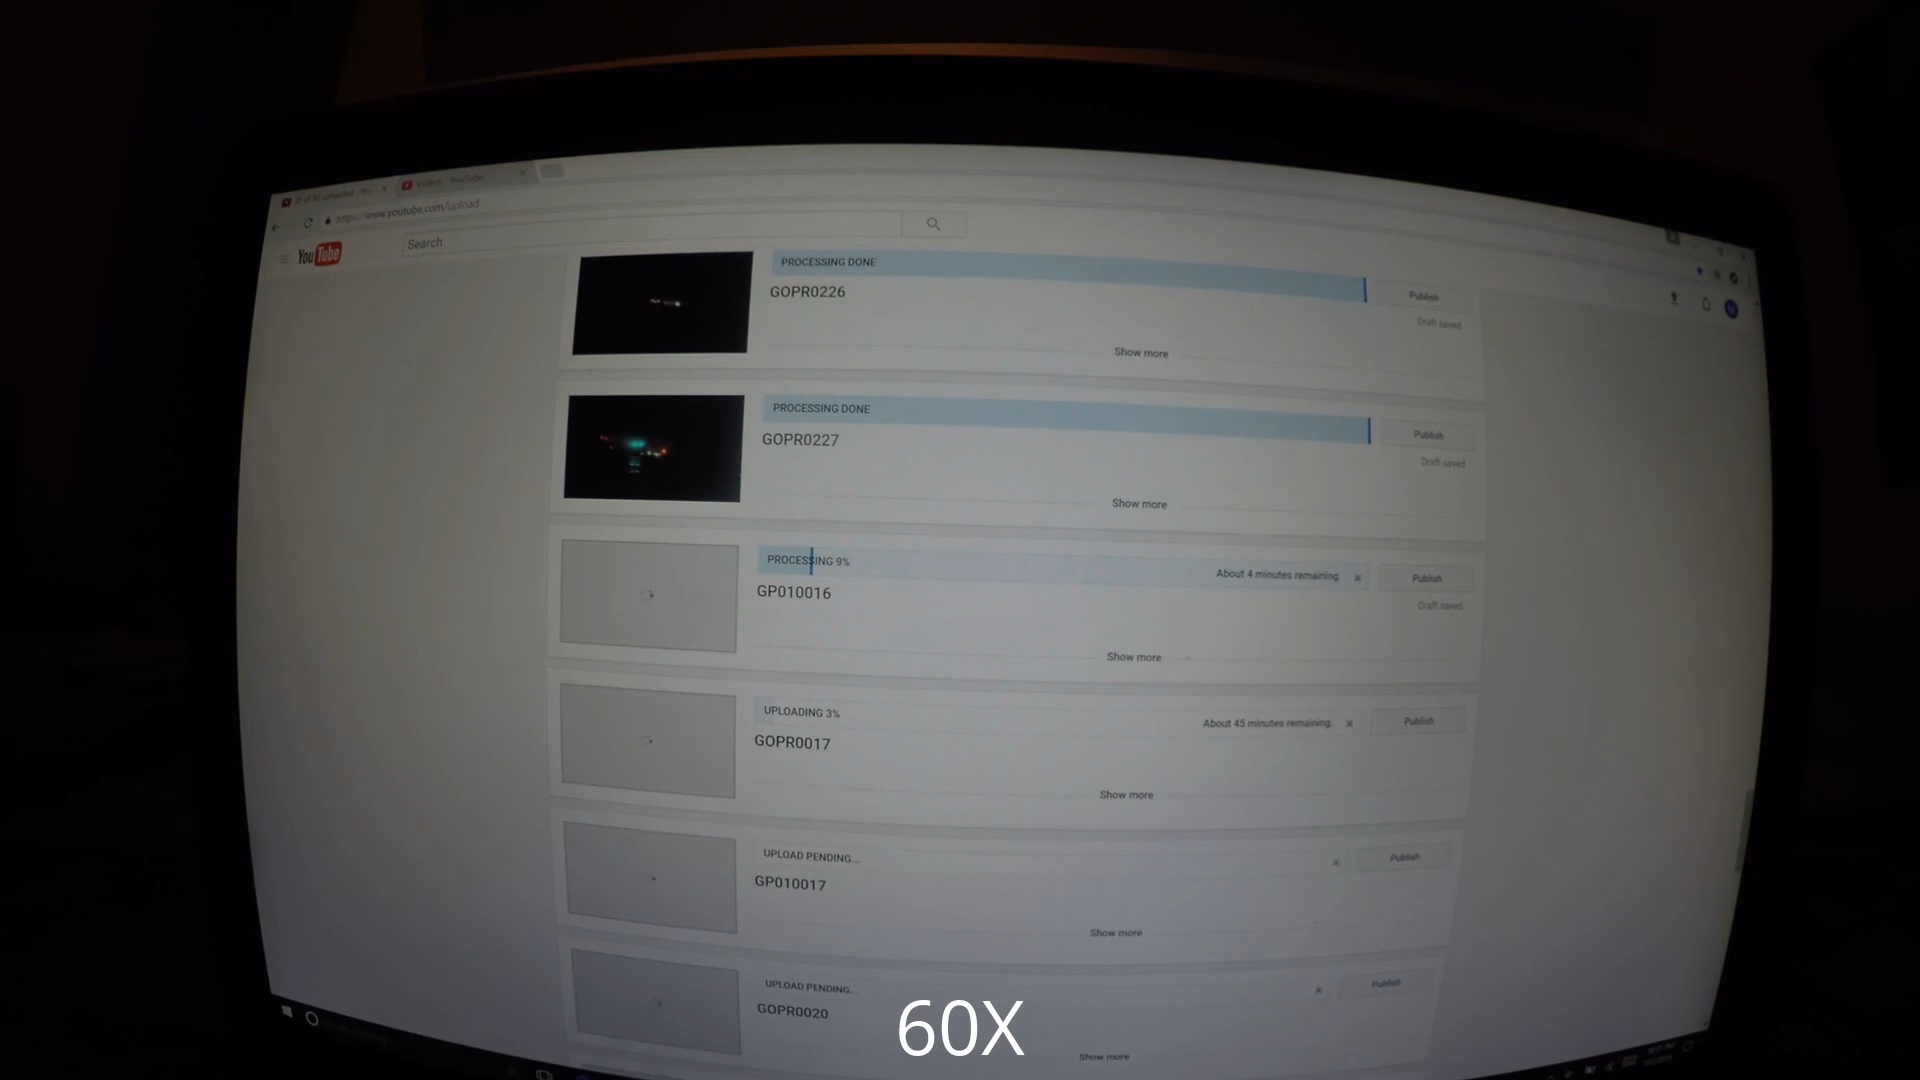 Videos - YouTube
https://www.youtube.com/upload
YouTube
Search
PROCESSING DONE
GOPR0226
Publish
Draft saved.
Show more
PROCESSING DONE
GOPR0227
Publish
Draft saved.
Show more
PROCESSING 9%
About 4 minutes remaining.
GP010016
Publish
Draft saved.
Show more
UPLOADING 3%
About 45 minutes remaining.
GOPR0017
Publish
Show more
UPLOAD PENDING...
GP010017
Publish
Show more
UPLOAD PENDING...
GOPR0020
Publish
Show more
60X